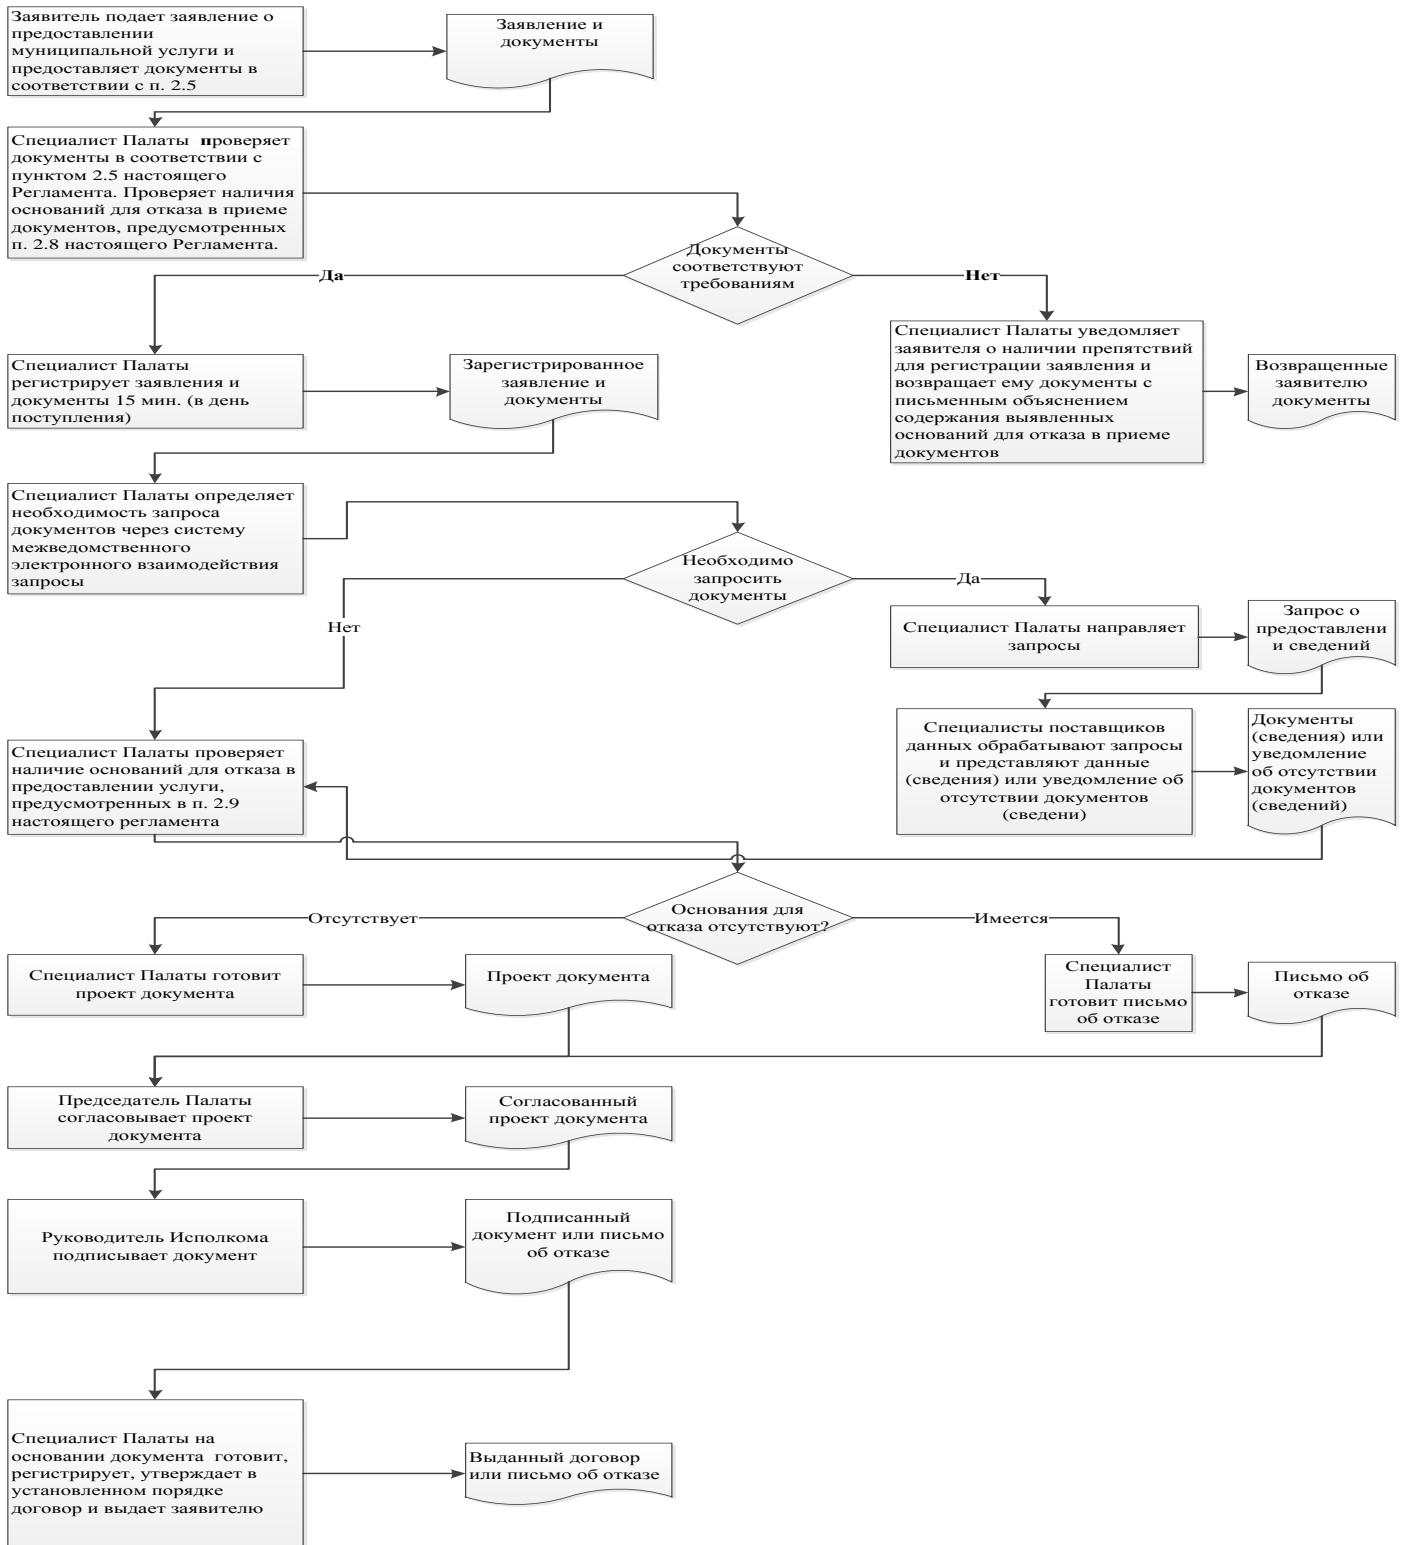 Заявитель подает заявление о
предоставлении
муниципальной услуги и
предоставляет документы в
соответствии с п. 2.5
Заявление и
документы
Специалист Палаты проверяет
документы в соответствии с
пунктом 2.5 настоящего
Регламента. Проверяет наличия
оснований для отказа в приеме
документов, предусмотренных
п. 2.8 настоящего Регламента.
Документы
соответствуют
требованиям
Да
Нет
Специалист Палаты
регистрирует заявления и
документы 15 мин. (в день
поступления)
Зарегистрированное
заявление и
документы
Специалист Палаты уведомляет
заявителя о наличии препятствий
для регистрации заявления и
возвращает ему документы с
письменным объяснением
содержания выявленных
оснований для отказа в приеме
документов
Возвращенные
заявителю
документы
Специалист Палаты определяет
необходимость запроса
документов через систему
межведомственного
электронного взаимодействия
запросы
Необходимо
запросить
документы
Да
Нет
Специалист Палаты направляет
запросы
Запрос о
предоставлени
и сведений
Специалист Палаты проверяет
наличие оснований для отказа в
предоставлении услуги,
предусмотренных в п. 2.9
настоящего регламента
Специалисты поставщиков
данных обрабатывают запросы
и представляют данные
(сведения) или уведомление об
отсутствии документов
(сведени)
Документы
(сведения) или
уведомление
об отсутствии
документов
(сведений)
Основания для
отказа отсутствуют?
Отсутствует
Имеется
Специалист Палаты готовит
проект документа
Проект документа
Специалист
Палаты
готовит письмо
об отказе
Письмо об
отказе
Председатель Палаты
согласовывает проект
документа
Согласованный
проект документа
Руководитель Исполкома
подписывает документ
Подписанный
документ или письмо
об отказе
Специалист Палаты на
основании документа готовит,
регистрирует, утверждает в
установленном порядке
договор и выдает заявителю
Выданный договор
или письмо об отказе